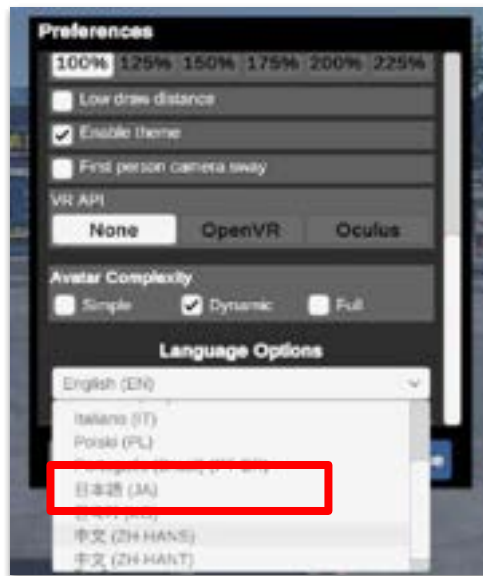 Preferences
100% 125% 150% 175% 200% 225%
Low draw distance
Enable theme
First person camera sway
VR API
None OpenVR Oculus
Avatar Complexity
Simple Dynamic Full
Language Options
English (EN)
Italiano (IT)
Polski (PL)
日本語 (JA)
中文 (ZH-HANS)
中文 (ZH-HANT)